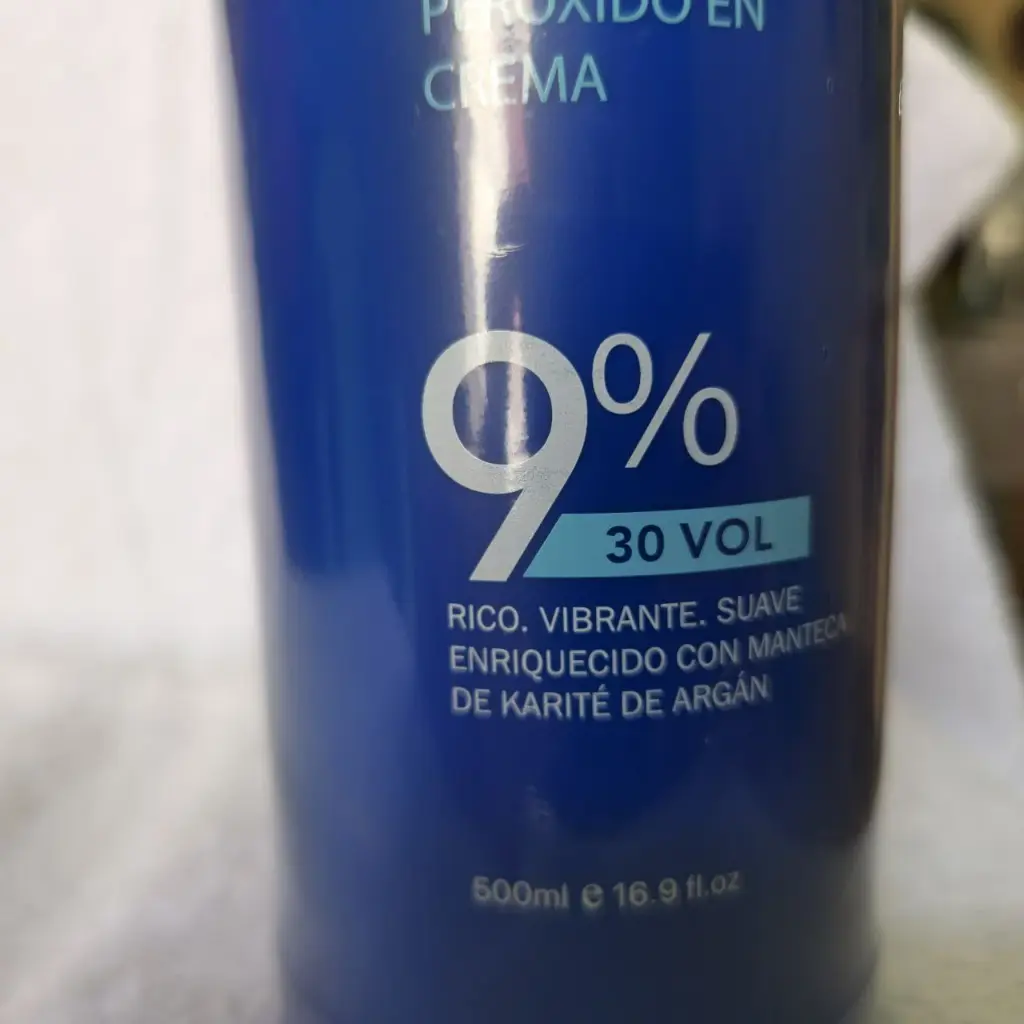 PEROXIDO EN
CREMA
9%
30 VOL
RICO. VIBRANTE. SUAVE
ENRIQUECIDO CON MANTECA
DE KARITÉ DE ARGÁN
500ml e 16.9 fl.oz